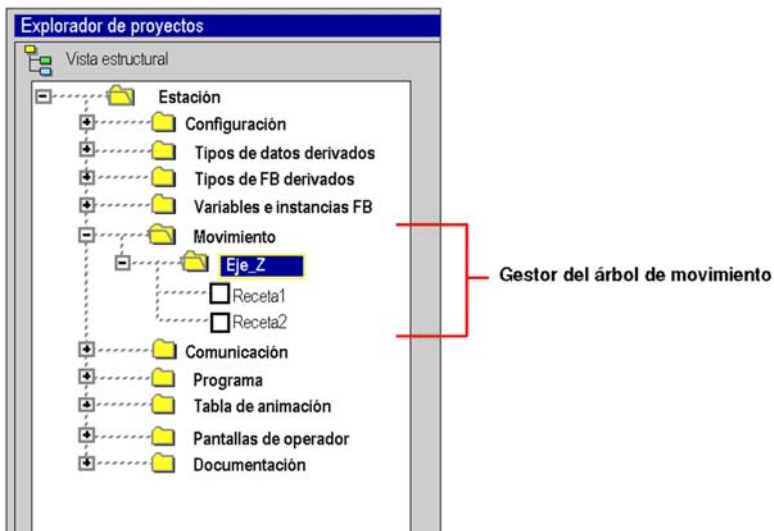 Explorador de proyectos
Vista estructural
Estación
Configuración
Tipos de datos derivados
Tipos de FB derivados
Variables e instancias FB
Movimiento
Eje_Z
Gestor del árbol de movimiento
Receta1
Receta2
Comunicación
Programa
Tabla de animación
Pantallas de operador
Documentación